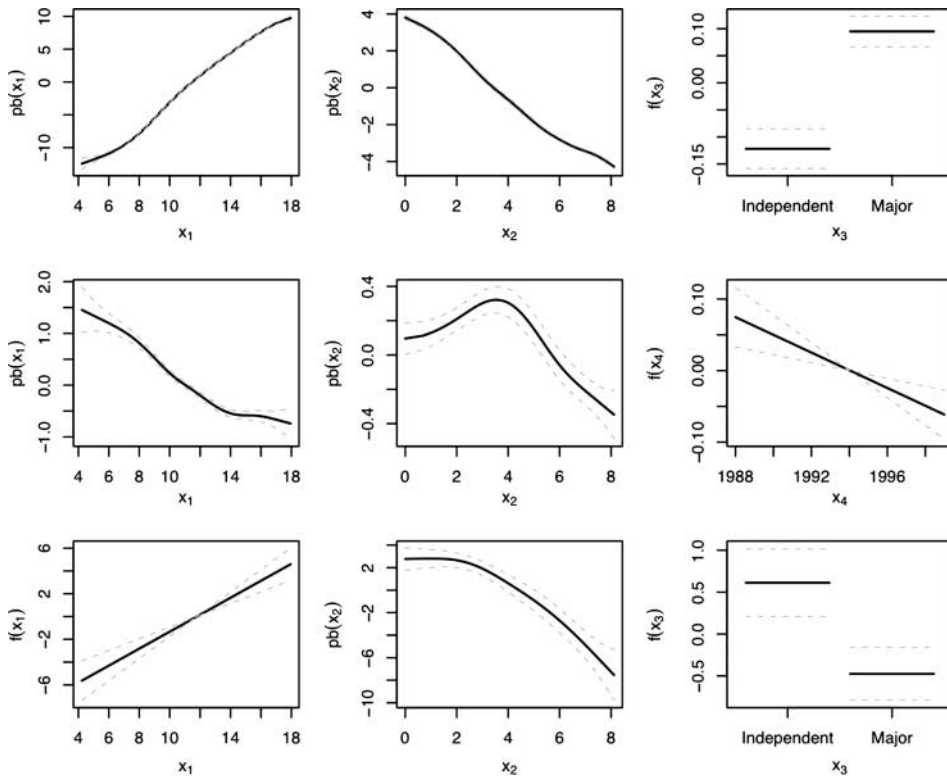 pb(x₁)
10
5
0
−10
4 6 8 10 14 18
x₁
pb(x₂)
4
2
0
−2
−4
0 2 4 6 8
x₂
f(x₃)
0.10
0.00
−0.15
Independent Major
x₃
pb(x₁)
2.0
1.0
0.0
−1.0
4 6 8 10 14 18
x₁
pb(x₂)
0.4
0.0
−0.4
0 2 4 6 8
x₂
f(x₄)
0.10
0.00
−0.10
1988 1992 1996
x₄
f(x₁)
6
2
−2
−6
4 6 8 10 14 18
x₁
pb(x₂)
2
−2
−6
−10
0 2 4 6 8
x₂
f(x₃)
1.0
0.5
0.0
−0.5
Independent Major
x₃